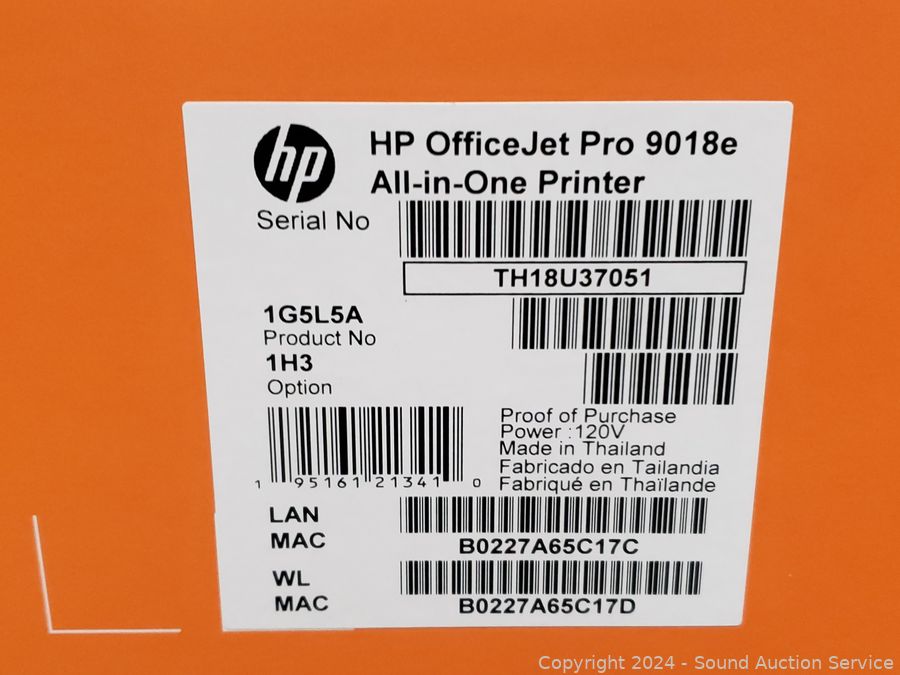 hp
HP OfficeJet Pro 9018e
All-in-One Printer
Serial No
TH18U37051
1G5L5A
Product No
1H3
Option
1 95161 21341 0
Proof of Purchase
Power :120V
Made in Thailand
Fabricado en Tailandia
Fabriqué en Thaïlande
LAN
MAC
B0227A65C17C
WL
MAC
B0227A65C17D
Copyright 2024 - Sound Auction Service